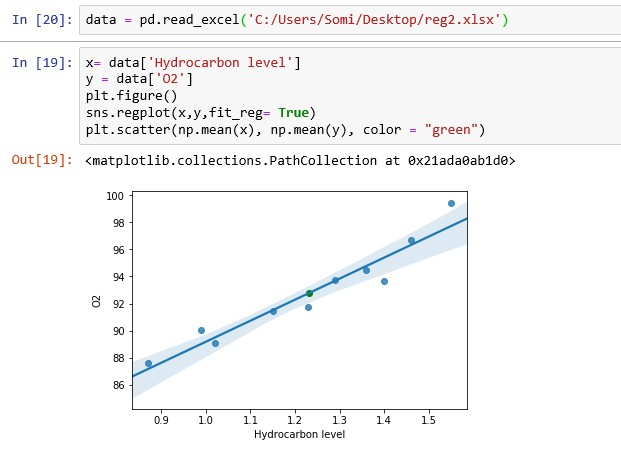 In [20]: data = pd.read_excel('C:/Users/Somi/Desktop/reg2.xlsx')
In [19]: x= data['Hydrocarbon level']
y = data['O2']
plt.figure()
sns.regplot(x,y,fit_reg= True)
plt.scatter(np.mean(x), np.mean(y), color = "green")
Out[19]: <matplotlib.collections.PathCollection at 0x21ada0ab1d0>
100
98
96
94
92
90
88
86
O2
0.9 1.0 1.1 1.2 1.3 1.4 1.5
Hydrocarbon level